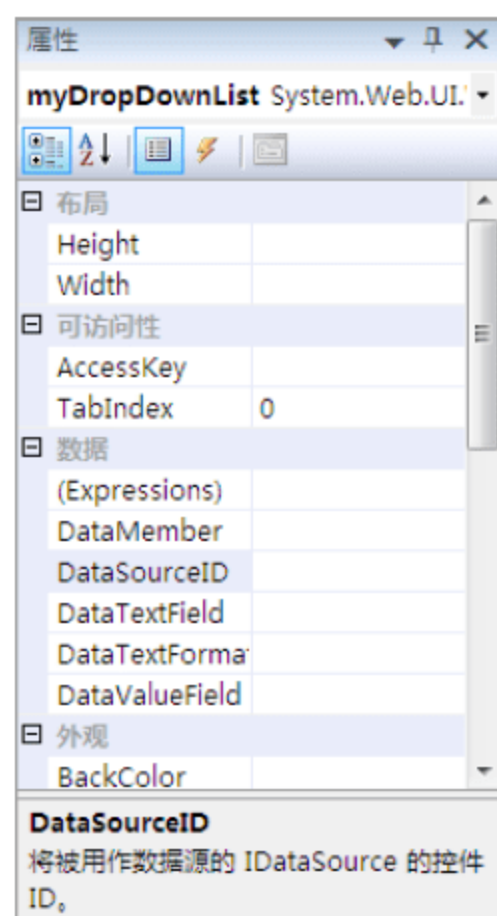 属性
myDropDownList System.Web.UI.
布局
Height
Width
可访问性
AccessKey
TabIndex 0
数据
(Expressions)
DataMember
DataSourceID
DataTextField
DataTextForma
DataValueField
外观
BackColor
DataSourceID
将被用作数据源的 IDataSource 的控件
ID。